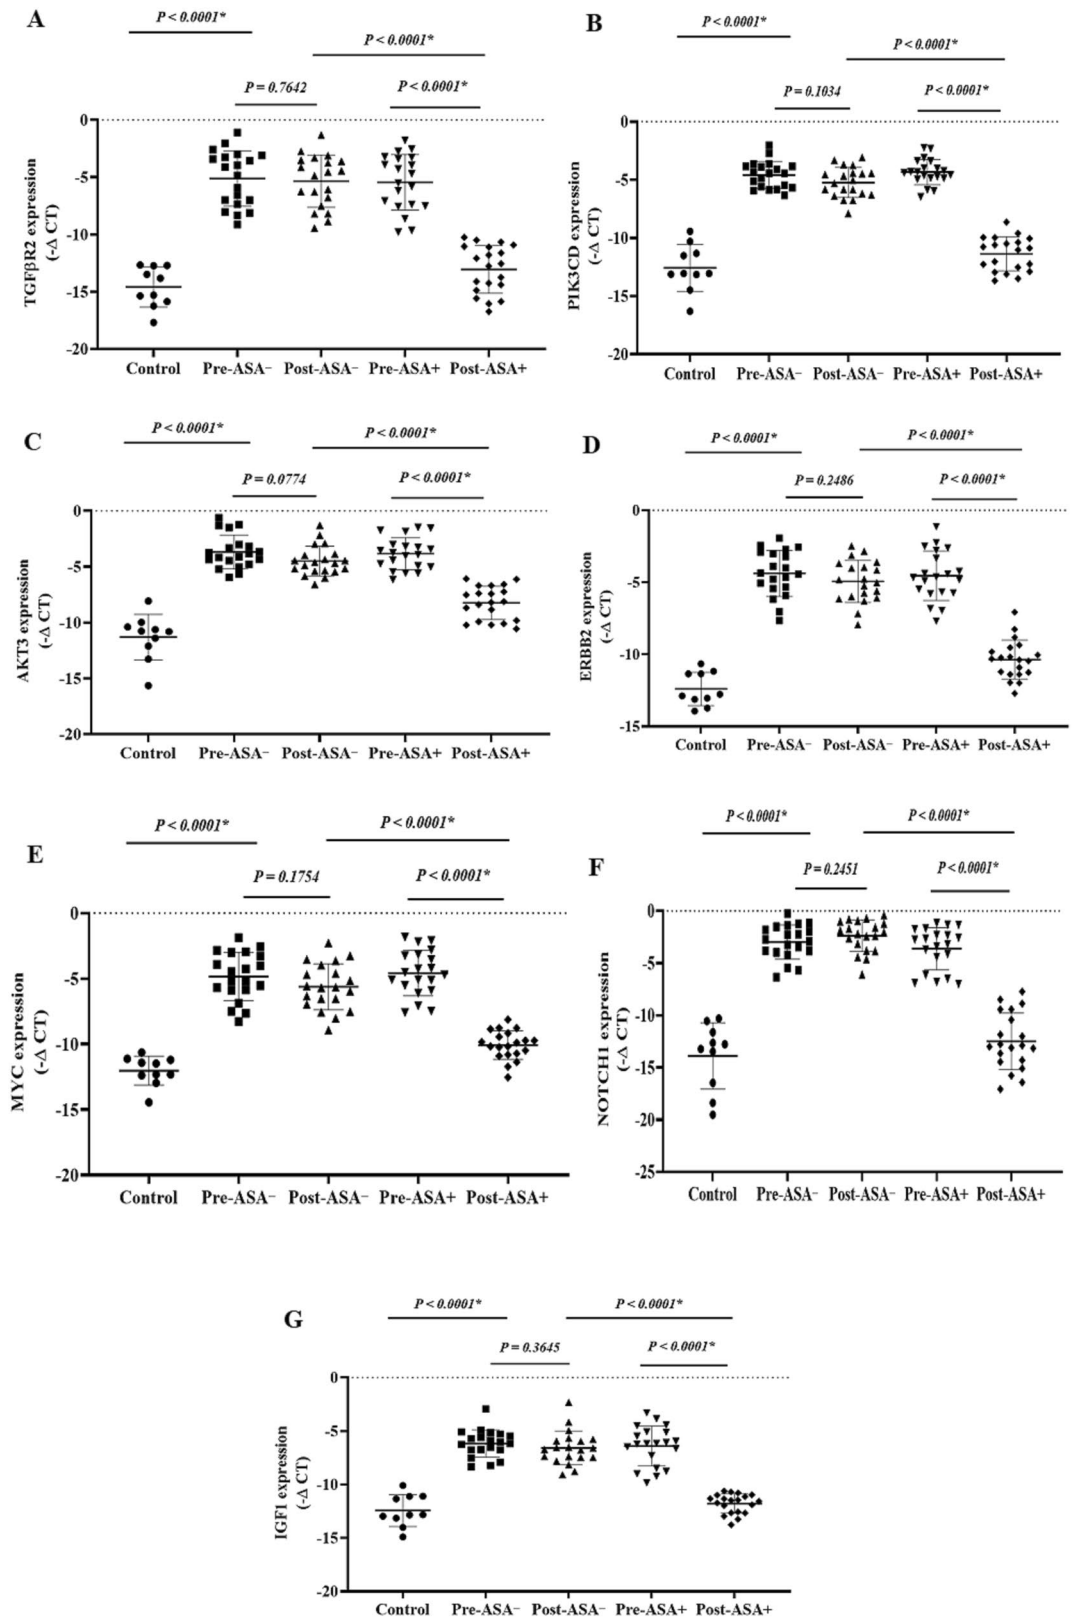 A
P < 0.0001*
P < 0.0001*
P = 0.7642
P < 0.0001*
0
-5
-10
-15
-20
TGFβR2 expression
(-Δ CT)
Control Pre-ASA– Post-ASA– Pre-ASA+ Post-ASA+
B
P < 0.0001*
P < 0.0001*
P = 0.1034
P < 0.0001*
0
-5
-10
-15
-20
PIK3CD expression
(-Δ CT)
Control Pre-ASA– Post-ASA– Pre-ASA+ Post-ASA+
C
P < 0.0001*
P < 0.0001*
P = 0.0774
P < 0.0001*
0
-5
-10
-15
-20
AKT3 expression
(-Δ CT)
Control Pre-ASA– Post-ASA– Pre-ASA+ Post-ASA+
D
P < 0.0001*
P < 0.0001*
P = 0.2486
P < 0.0001*
0
-5
-10
-15
ERBB2 expression
(-Δ CT)
Control Pre-ASA– Post-ASA– Pre-ASA+ Post-ASA+
E
P < 0.0001*
P < 0.0001*
P = 0.1754
P < 0.0001*
0
-5
-10
-15
-20
MYC expression
(-Δ CT)
Control Pre-ASA– Post-ASA– Pre-ASA+ Post-ASA+
F
P < 0.0001*
P < 0.0001*
P = 0.2451
P < 0.0001*
0
-5
-10
-15
-20
-25
NOTCH1 expression
(-Δ CT)
Control Pre-ASA– Post-ASA– Pre-ASA+ Post-ASA+
G
P < 0.0001*
P < 0.0001*
P = 0.3645
P < 0.0001*
0
-5
-10
-15
-20
IGF1 expression
(-Δ CT)
Control Pre-ASA– Post-ASA– Pre-ASA+ Post-ASA+